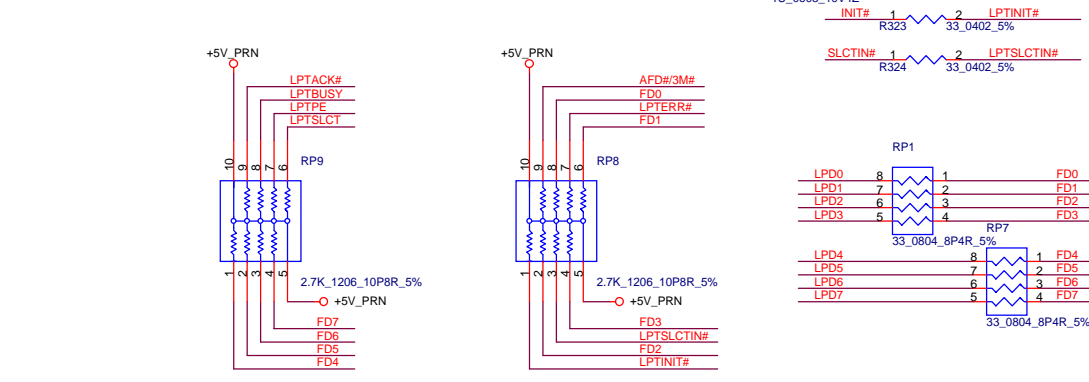 INIT# 1 2 LPTINIT#
R323 33_0402_5%
SLCTIN# 1 2 LPTSLCTIN#
R324 33_0402_5%
+5V_PRN
LPTACK#
LPTBUSY
LPTPE
LPTSLCT
10 9 8 7 6
RP9
1 2 3 4 5
2.7K_1206_10P8R_5%
+5V_PRN
FD7
FD6
FD5
FD4
+5V_PRN
AFD#/3M#
FD0
LPTERR#
FD1
10 9 8 7 6
RP8
1 2 3 4 5
2.7K_1206_10P8R_5%
+5V_PRN
FD3
LPTSLCTIN#
FD2
LPTINIT#
RP1
LPD0 8 1 FD0
LPD1 7 2 FD1
LPD2 6 3 FD2
LPD3 5 4 FD3
33_0804_8P4R_5%
RP7
LPD4 8 1 FD4
LPD5 7 2 FD5
LPD6 6 3 FD6
LPD7 5 4 FD7
33_0804_8P4R_5%